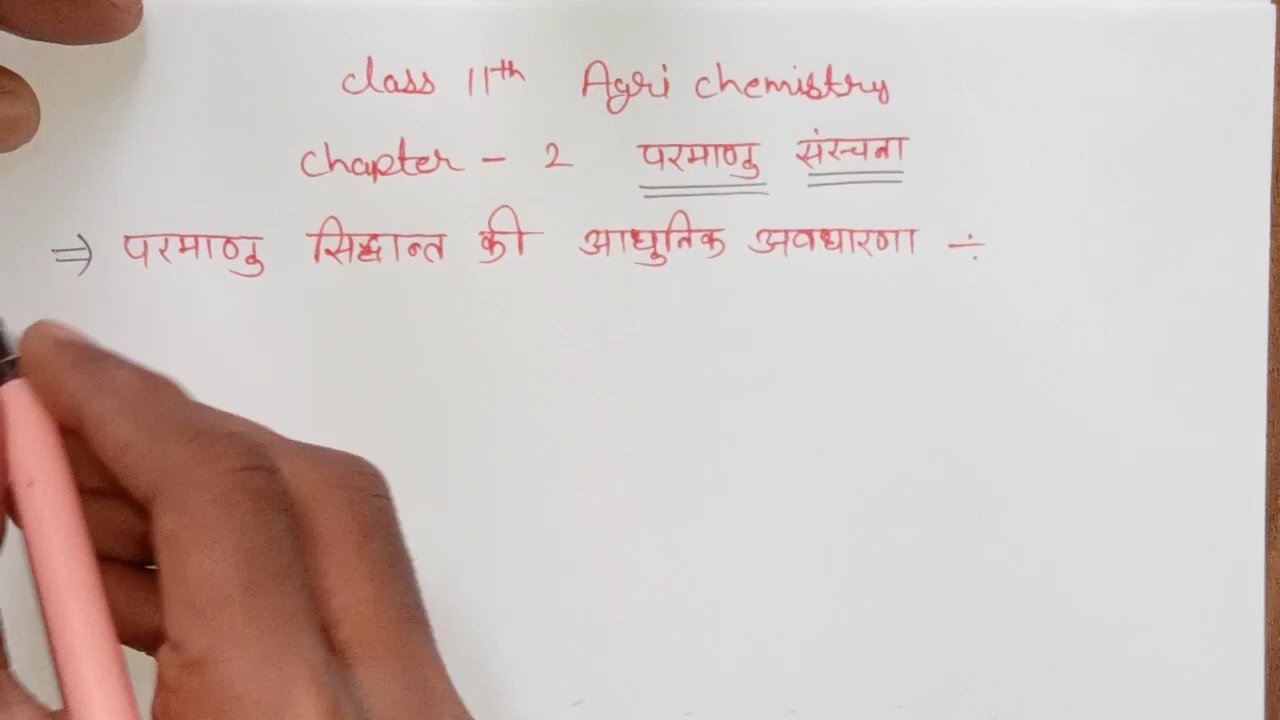 class 11th Agri chemistry
Chapter - 2 परमाणु संरचना
⇒ परमाणु सिद्धान्त की आधुनिक अवधारणा ÷